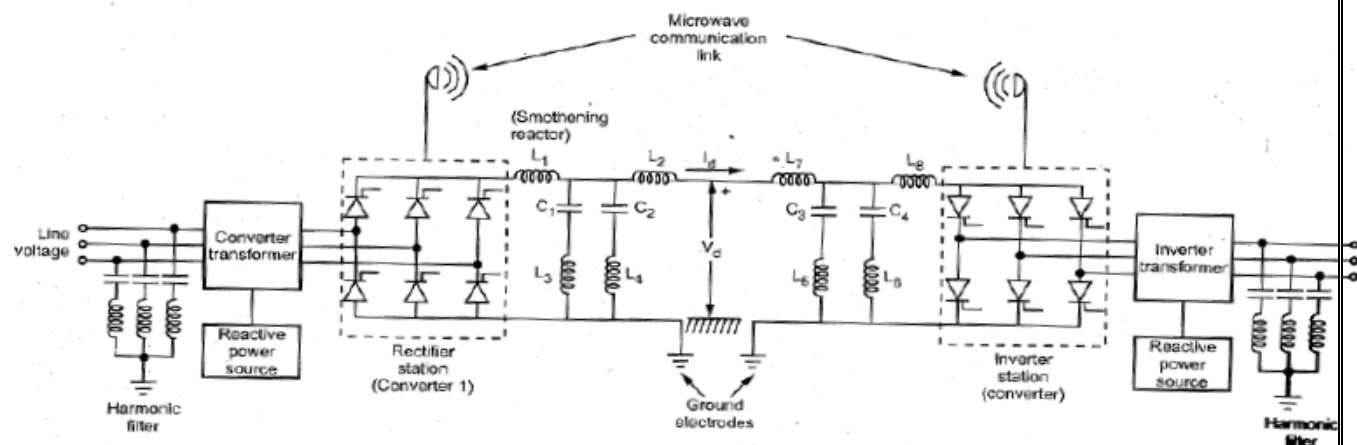 Microwave
communication
link
(Smothening
reactor)
L1
L2
Id
L7
L8
+
C1
C2
C3
C4
Line
voltage
Converter
transformer
Vd
Inverter
transformer
L3
L4
L5
L6
Reactive
power
source
Rectifier
station
(Converter 1)
Inverter
station
(converter)
Reactive
power
source
Harmonic
filter
Ground
electrodes
Harmonic
filter